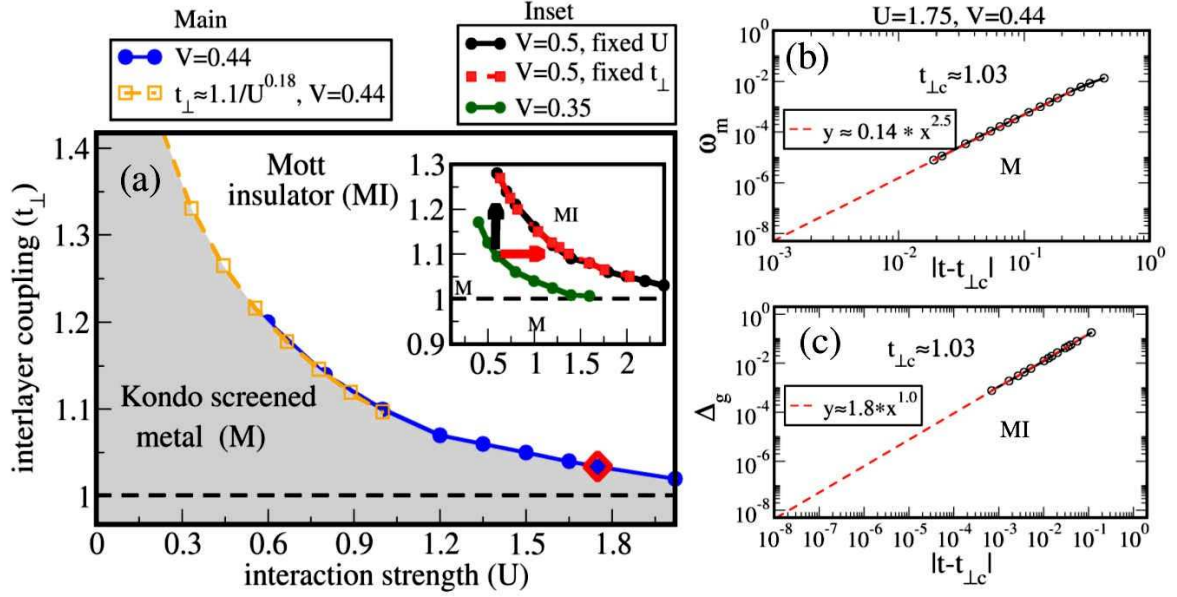 Main
V=0.44
t⊥≈1.1/U^0.18, V=0.44
Inset
V=0.5, fixed U
V=0.5, fixed t⊥
V=0.35
(a)
Mott
insulator (MI)
Kondo screened
metal (M)
interlayer coupling (t⊥)
1.4
1.3
1.2
1.1
1
0
0.3
0.6
0.9
1.2
1.5
1.8
interaction strength (U)
1.3
1.2
1.1
1
0.9
MI
M
M
0.5
1
1.5
2
U=1.75, V=0.44
(b)
t⊥c≈1.03
y ≈ 0.14 * x^2.5
M
ωm
10^0
10^-2
10^-4
10^-6
10^-8
10^-3
10^-2
10^-1
10^0
|t-t⊥c|
(c)
t⊥c≈1.03
y≈1.8*x^1.0
MI
Δg
10^0
10^-2
10^-4
10^-6
10^-8
10^-8
10^-7
10^-6
10^-5
10^-4
10^-3
10^-2
10^-1
10^0
|t-t⊥c|